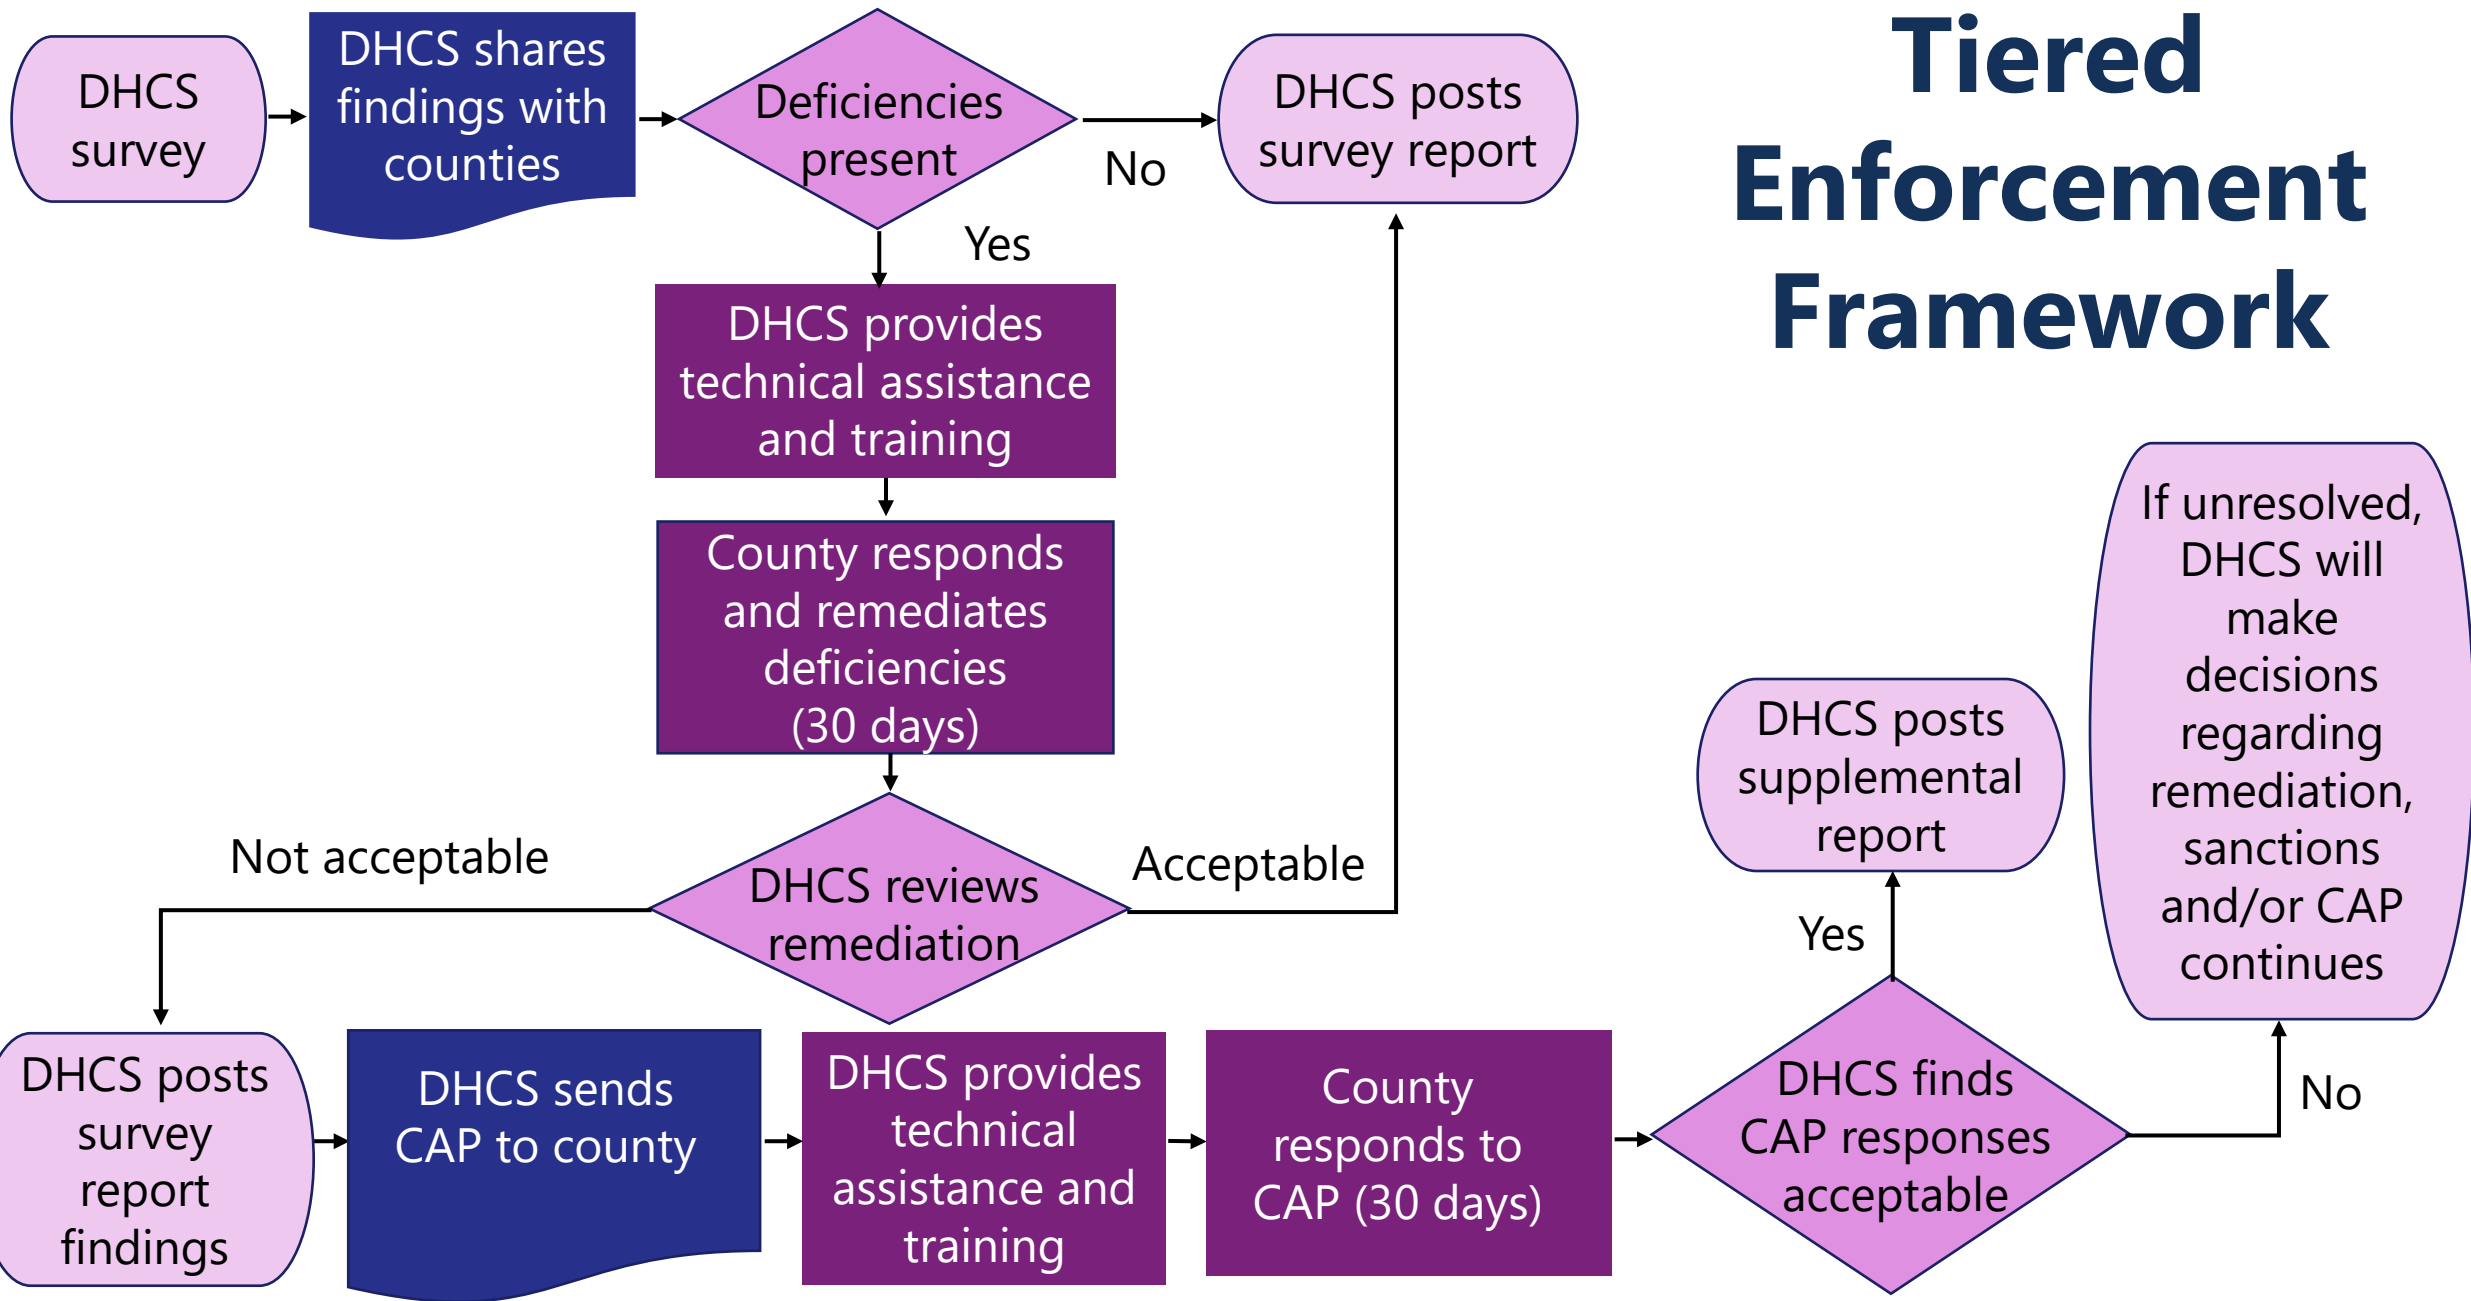 Tiered
Enforcement
Framework
DHCS
survey
DHCS shares
findings with
counties
Deficiencies
present
No
DHCS posts
survey report
Yes
DHCS provides
technical assistance
and training
County responds
and remediates
deficiencies
(30 days)
DHCS reviews
remediation
Acceptable
Not acceptable
DHCS posts
survey
report
findings
DHCS sends
CAP to county
DHCS provides
technical
assistance and
training
County
responds to
CAP (30 days)
DHCS finds
CAP responses
acceptable
Yes
DHCS posts
supplemental
report
No
If unresolved,
DHCS will
make
decisions
regarding
remediation,
sanctions
and/or CAP
continues